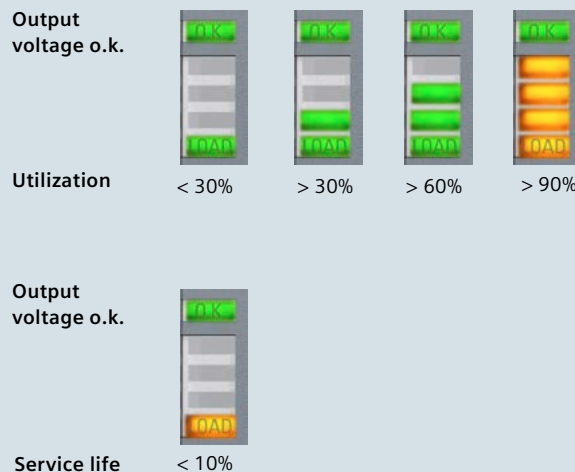 Output
voltage o.k.
O.K. O.K. O.K. O.K.
LOAD LOAD LOAD LOAD
Utilization < 30% > 30% > 60% > 90%
Output
voltage o.k.
O.K.
LOAD
Service life < 10%